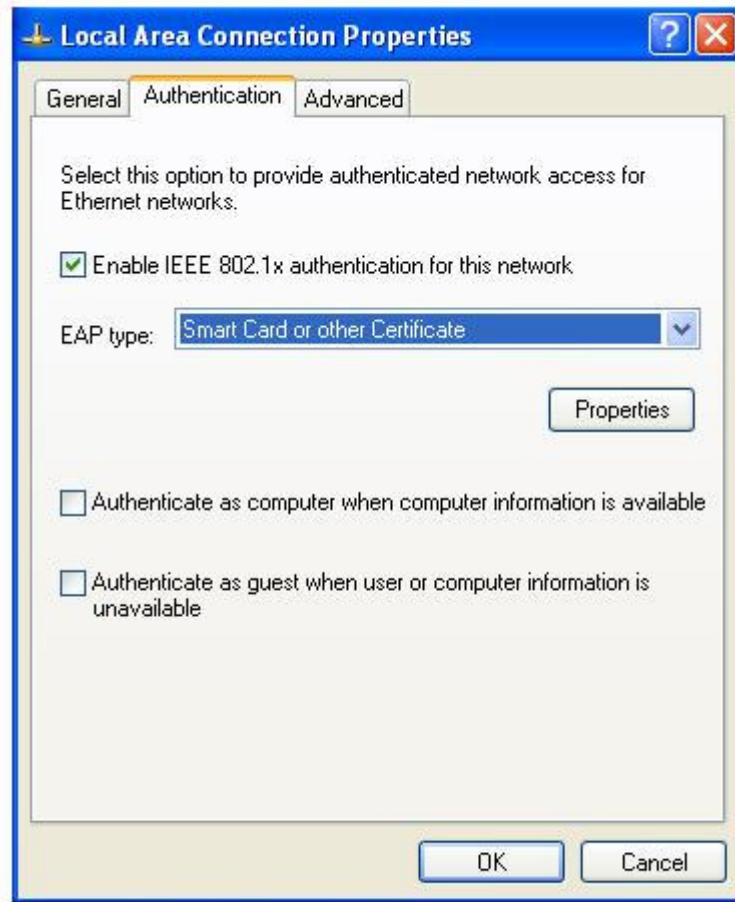 Local Area Connection Properties
General Authentication Advanced
Select this option to provide authenticated network access for
Ethernet networks.
Enable IEEE 802.1x authentication for this network
EAP type: Smart Card or other Certificate
Properties
Authenticate as computer when computer information is available
Authenticate as guest when user or computer information is
unavailable
OK Cancel